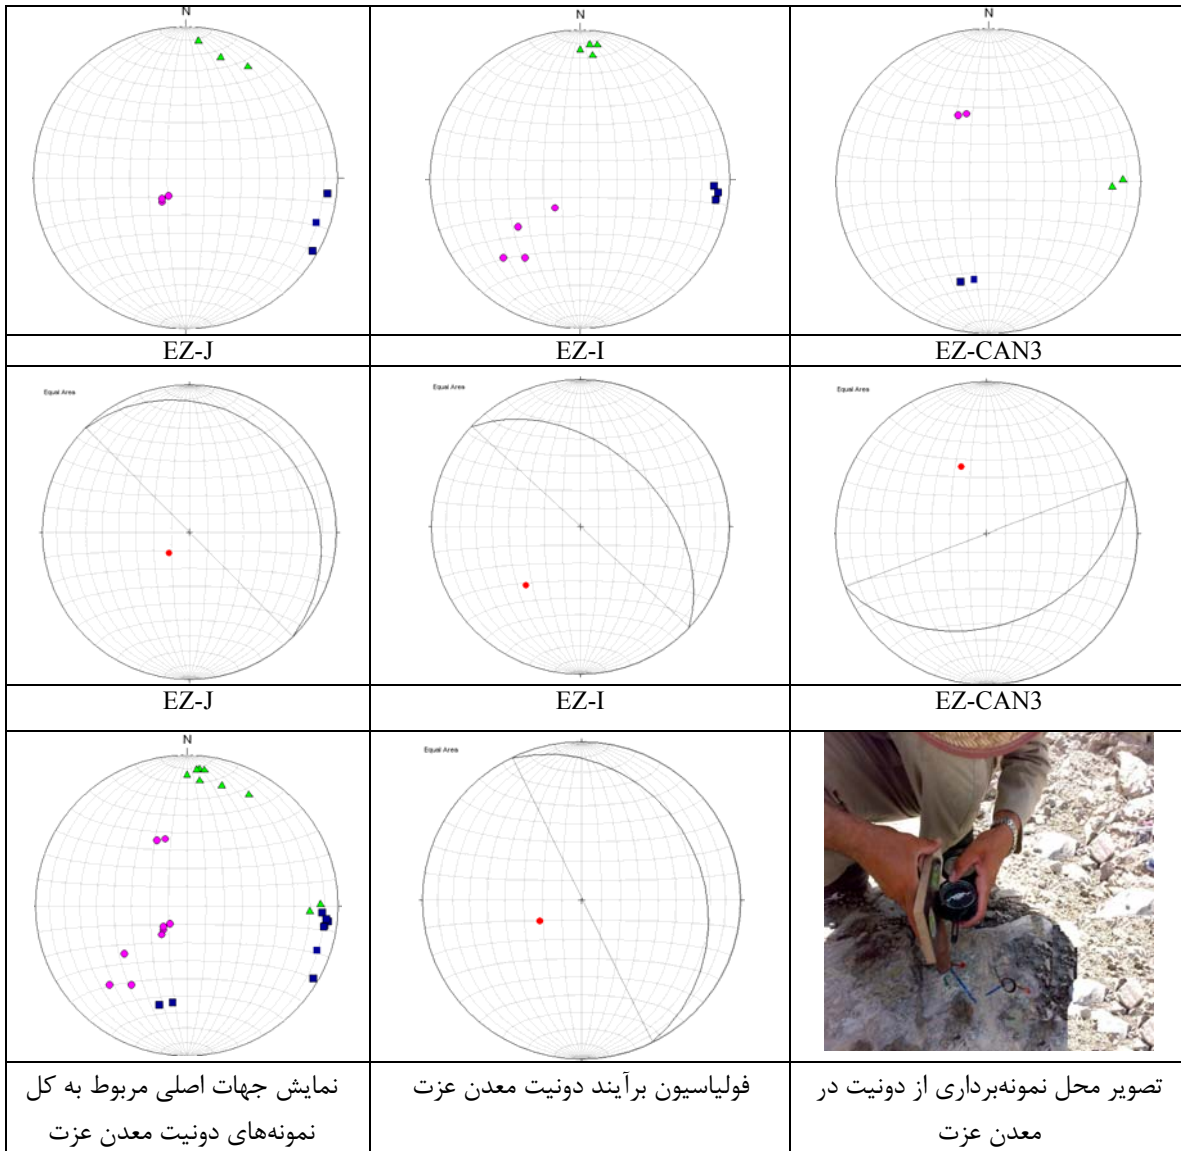 N
N
N
EZ-J
EZ-I
EZ-CAN3
Equal Area
Equal Area
Equal Area
EZ-J
EZ-I
EZ-CAN3
N
Equal Area
نمایش جهات اصلی مربوط به کل
نمونه‌های دونیت معدن عزت
فولیاسیون برآیند دونیت معدن عزت
تصویر محل نمونه‌برداری از دونیت در
معدن عزت